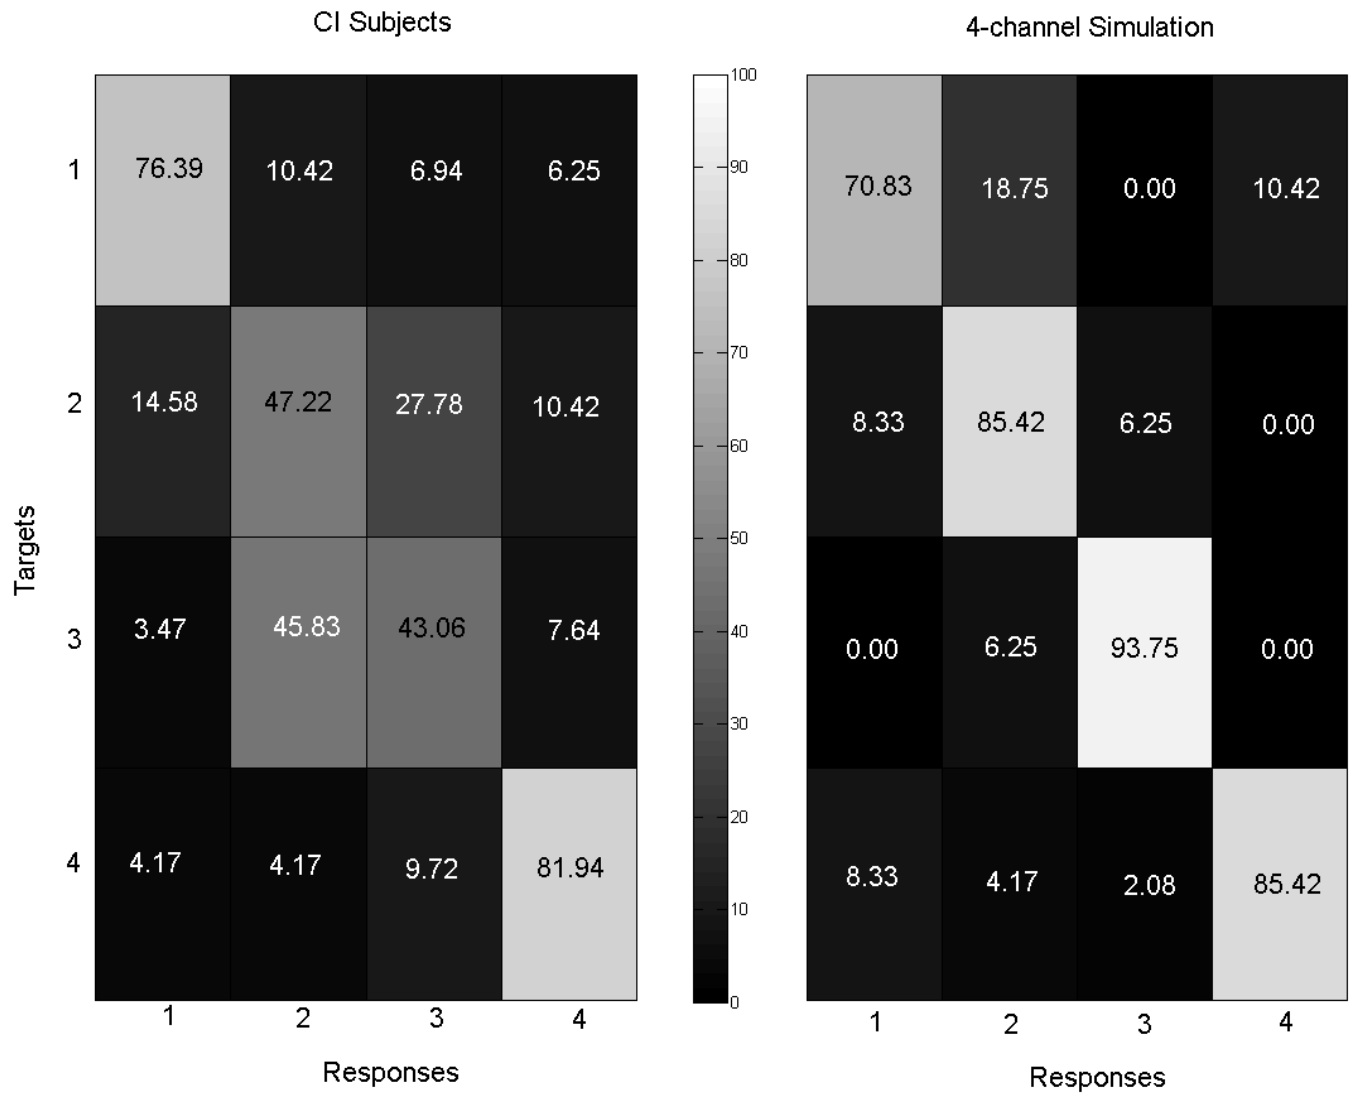 CI Subjects
4-channel Simulation
Targets
1
76.39 10.42 6.94 6.25
2
14.58 47.22 27.78 10.42
3
3.47 45.83 43.06 7.64
4
4.17 4.17 9.72 81.94
1 2 3 4
Responses
100
90
80
70
60
50
40
30
20
10
0
70.83 18.75 0.00 10.42
8.33 85.42 6.25 0.00
0.00 6.25 93.75 0.00
8.33 4.17 2.08 85.42
1 2 3 4
Responses